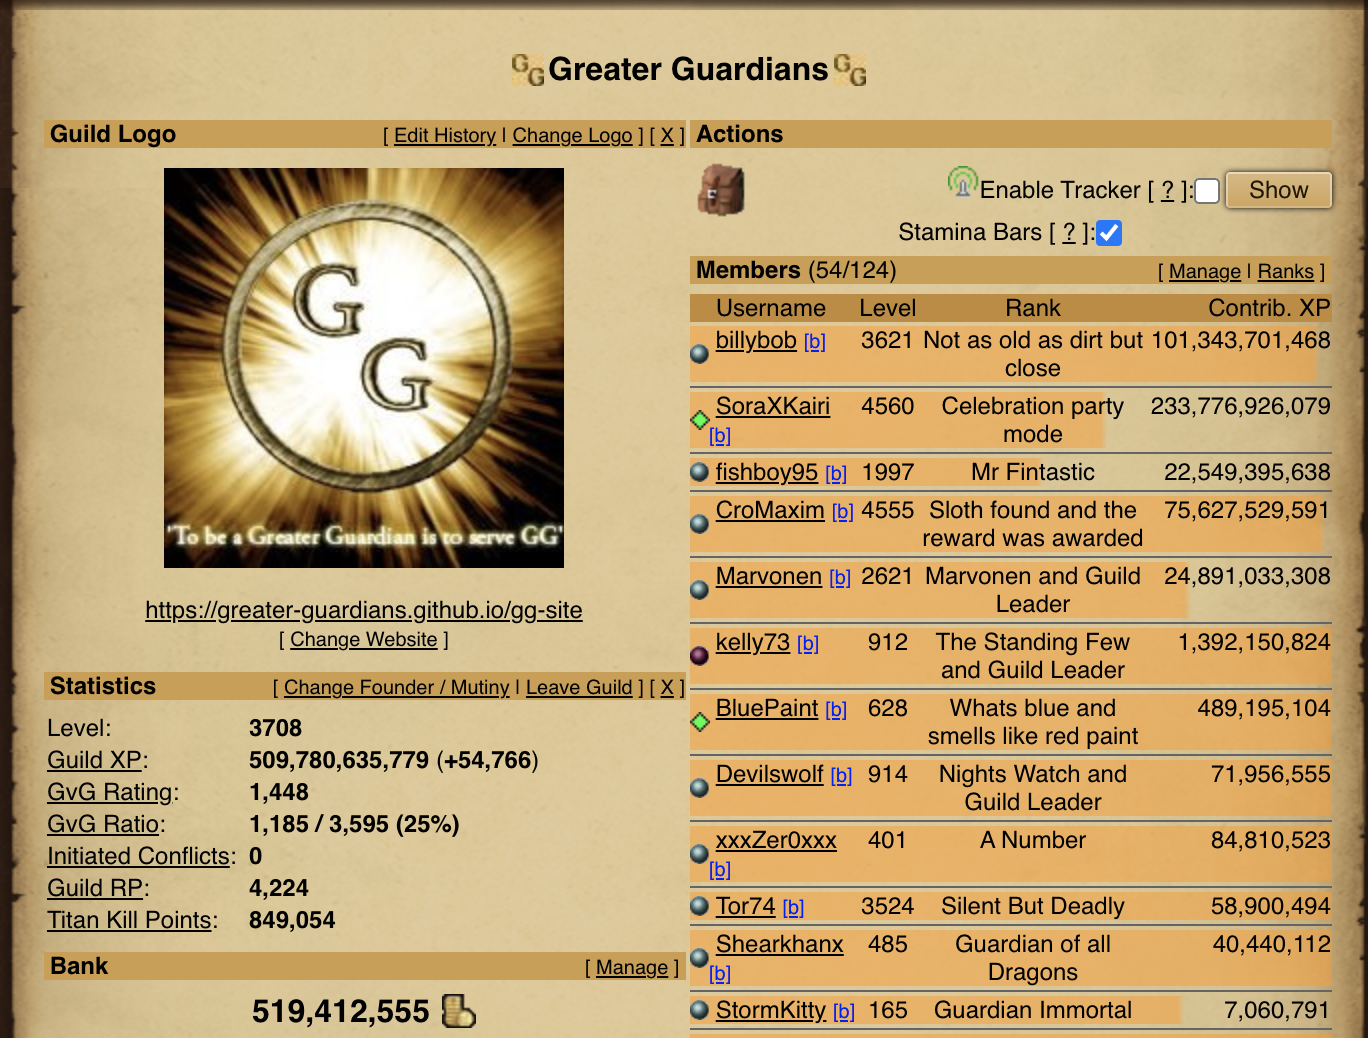 Greater Guardians
Guild Logo [ Edit History | Change Logo ] [ X ]
G
G
'To be a Greater Guardian is to serve GG'
https://greater-guardians.github.io/gg-site
[ Change Website ]
Statistics [ Change Founder / Mutiny | Leave Guild ] [ X ]
Level: 3708
Guild XP: 509,780,635,779 (+54,766)
GvG Rating: 1,448
GvG Ratio: 1,185 / 3,595 (25%)
Initiated Conflicts: 0
Guild RP: 4,224
Titan Kill Points: 849,054
Bank [ Manage ]
519,412,555
Actions
Enable Tracker [ ? ]: Show
Stamina Bars [ ? ]:
Members (54/124) [ Manage | Ranks ]
Username Level Rank Contrib. XP
billybob [b] 3621 Not as old as dirt but 101,343,701,468
close
SoraXKairi 4560 Celebration party 233,776,926,079
[b] mode
fishboy95 [b] 1997 Mr Fintastic 22,549,395,638
CroMaxim [b] 4555 Sloth found and the 75,627,529,591
reward was awarded
Marvonen [b] 2621 Marvonen and Guild 24,891,033,308
Leader
kelly73 [b] 912 The Standing Few 1,392,150,824
and Guild Leader
BluePaint [b] 628 Whats blue and 489,195,104
smells like red paint
Devilswolf [b] 914 Nights Watch and 71,956,555
Guild Leader
xxxZer0xxx 401 A Number 84,810,523
[b]
Tor74 [b] 3524 Silent But Deadly 58,900,494
Shearkhanx 485 Guardian of all 40,440,112
[b] Dragons
StormKitty [b] 165 Guardian Immortal 7,060,791